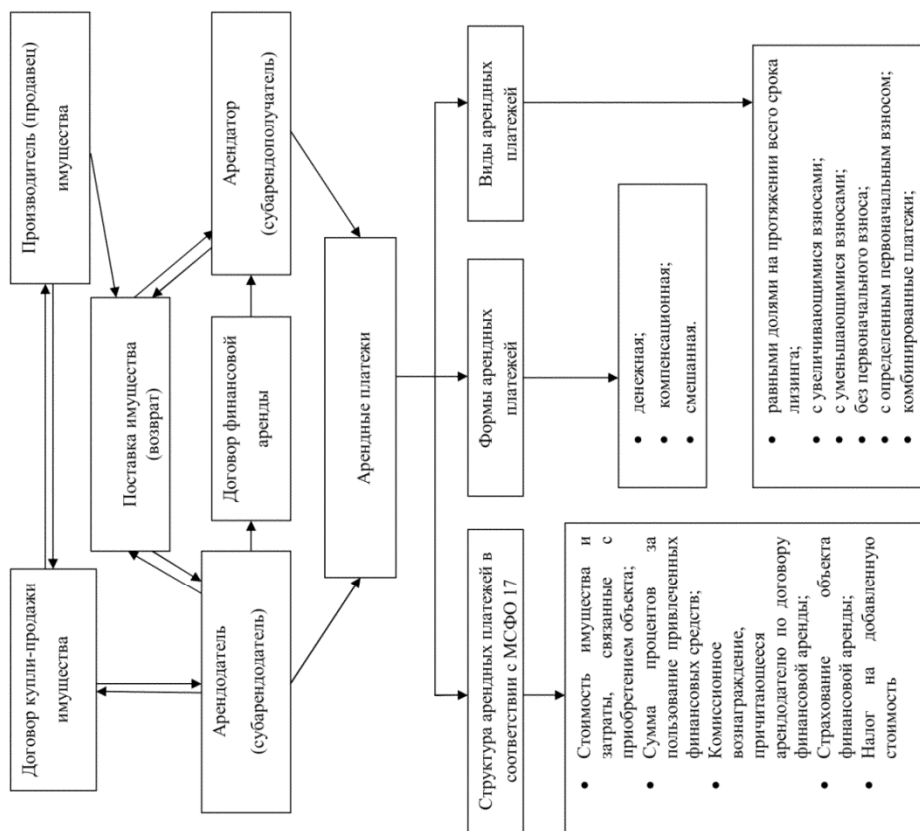 Договор купли-продажи
имущества
Производитель (продавец)
имущества
Поставка имущества
(возврат)
Арендодатель
(субарендодатель)
Договор финансовой
аренды
Арендатор
(субарендополучатель)
Арендные платежи
Структура арендных платежей в
соответствии с МСФО 17
Формы арендных
платежей
Виды арендных
платежей
• Стоимость имущества и
затраты, связанные с
приобретением объекта;
• Сумма процентов за
пользование привлеченных
финансовых средств;
• Комиссионное
вознаграждение,
причитающееся
арендодателю по договору
финансовой аренды;
• Страхование объекта
финансовой аренды;
• Налог на добавленную
стоимость
• денежная;
• компенсационная;
• смешанная.
• равными долями на протяжении всего срока
лизинга;
• с увеличивающимися взносами;
• с уменьшающимися взносами;
• без первоначального взноса;
• с определенным первоначальным взносом;
• комбинированные платежи;